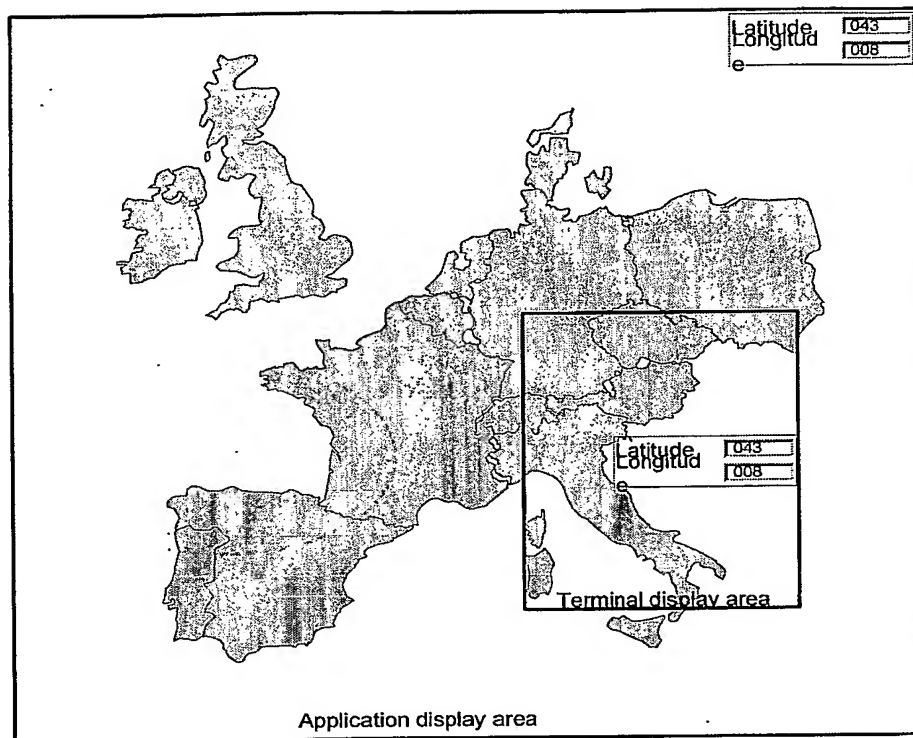 Latitude 043
Longitud
e 008
Latitude 043
Longitud
e 008
Terminal display area
Application display area